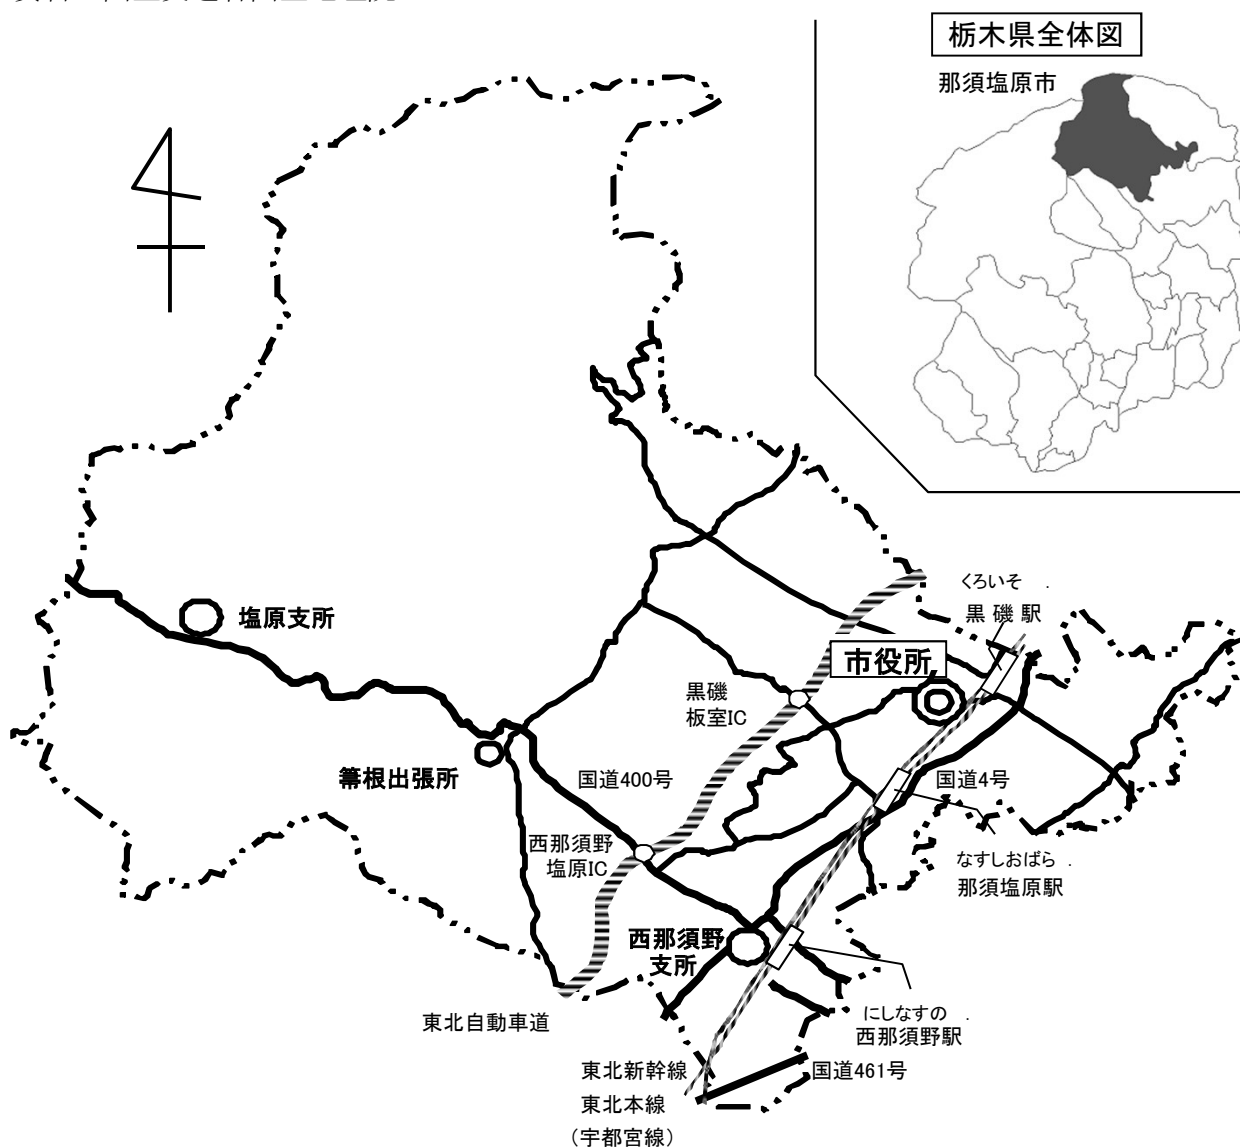 栃木県全体図
那須塩原市
くろいそ .
黒 磯 駅
塩原支所
市役所
黒磯
板室IC
箒根出張所
国道400号
国道4号
西那須野
塩原IC
なすしおばら .
那須塩原駅
西那須野
支所
にしなすの .
西那須野駅
東北自動車道
東北新幹線
国道461号
東北本線
(宇都宮線)